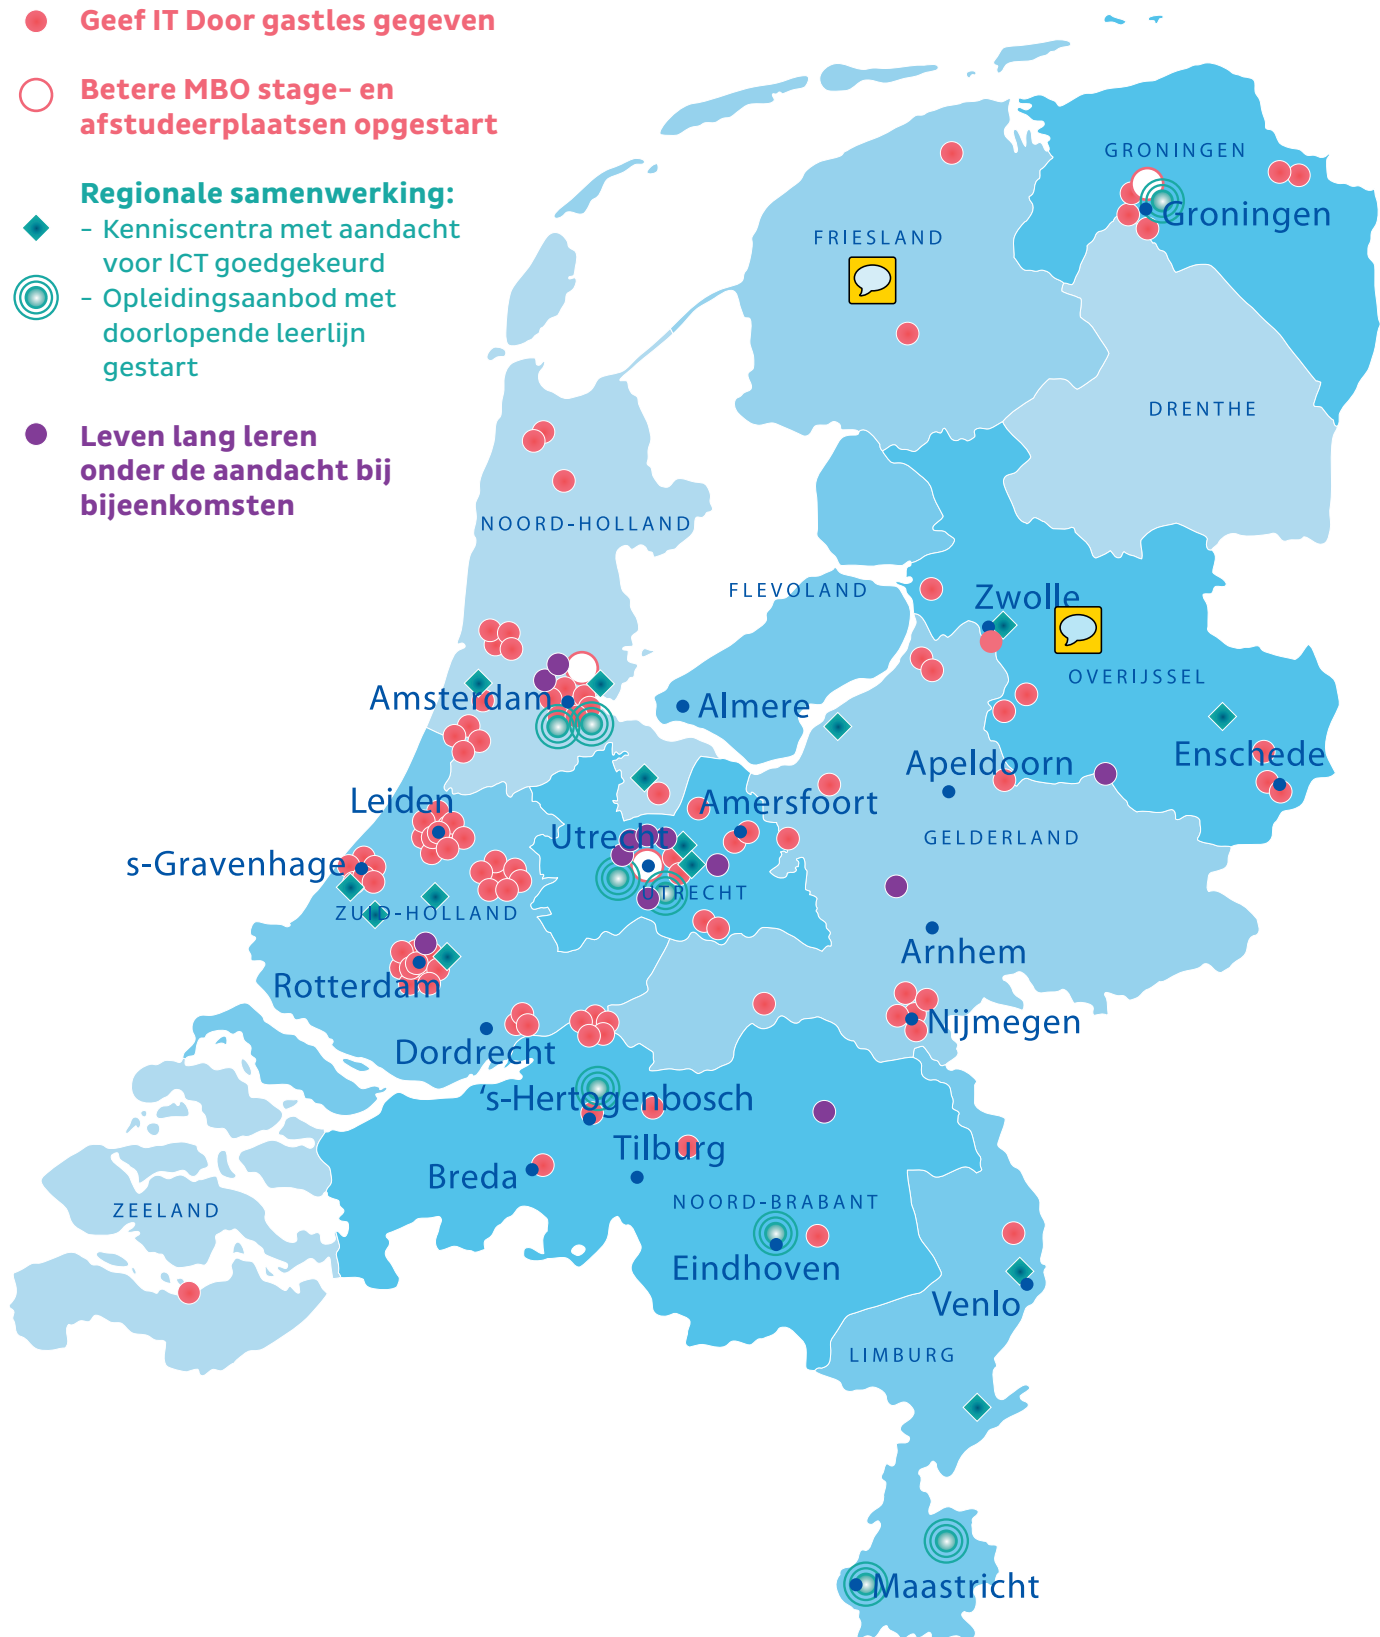 Geef IT Door gastles gegeven
Betere MBO stage- en
afstudeerplaatsen opgestart
Regionale samenwerking:
- Kenniscentra met aandacht
voor ICT goedgekeurd
- Opleidingsaanbod met
doorlopende leerlijn
gestart
Leven lang leren
onder de aandacht bij
bijeenkomsten
GRONINGEN
Groningen
FRIESLAND
DRENTHE
NOORD-HOLLAND
FLEVOLAND
Zwolle
OVERIJSSEL
Amsterdam
Almere
Enschede
Apeldoorn
Leiden
Amersfoort
Utrecht
GELDERLAND
s-Gravenhage
UTRECHT
ZUID-HOLLAND
Arnhem
Rotterdam
Nijmegen
Dordrecht
's-Hertogenbosch
Tilburg
Breda
NOORD-BRABANT
ZEELAND
Eindhoven
Venlo
LIMBURG
Maastricht